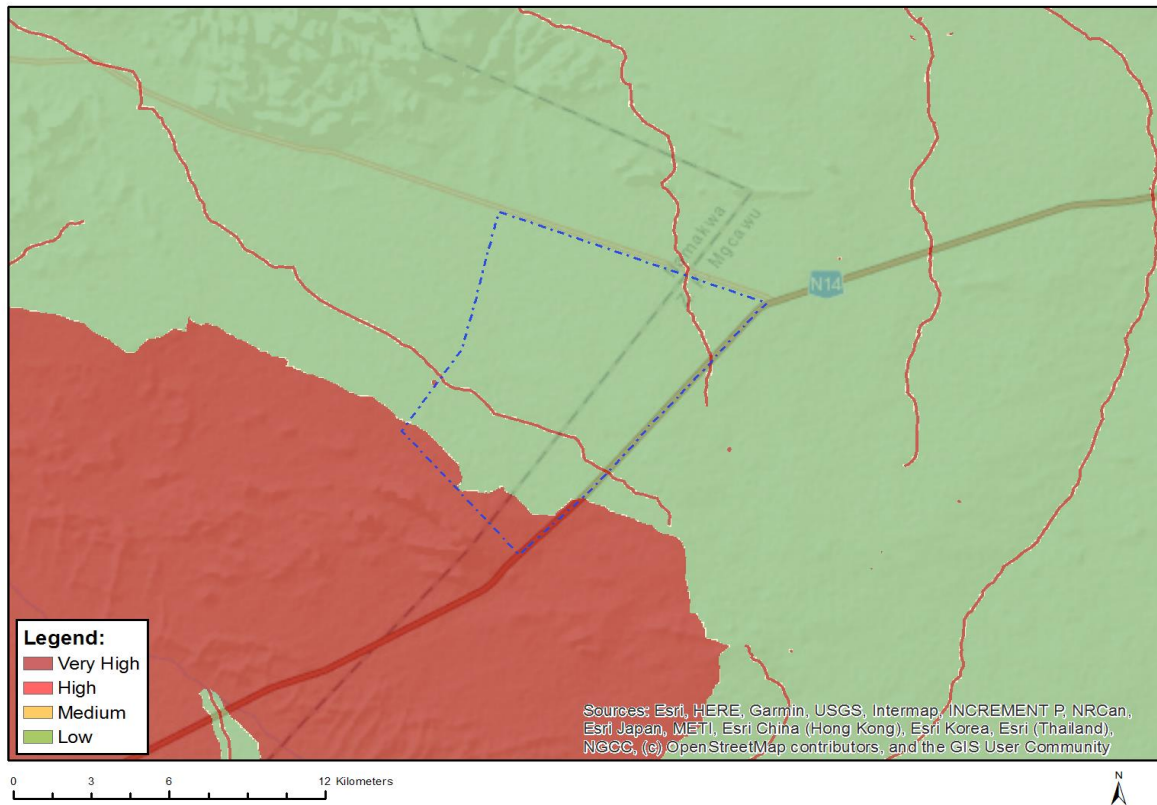 Mgcawu
N14
Legend:
Very High
High
Medium
Low
Sources: Esri, HERE, Garmin, USGS, Intermap, INCREMENT P, NRCan,
Esri Japan, METI, Esri China (Hong Kong), Esri Korea, Esri (Thailand),
NGCC, (c) OpenStreetMap contributors, and the GIS User Community
0 3 6 12 Kilometers
N